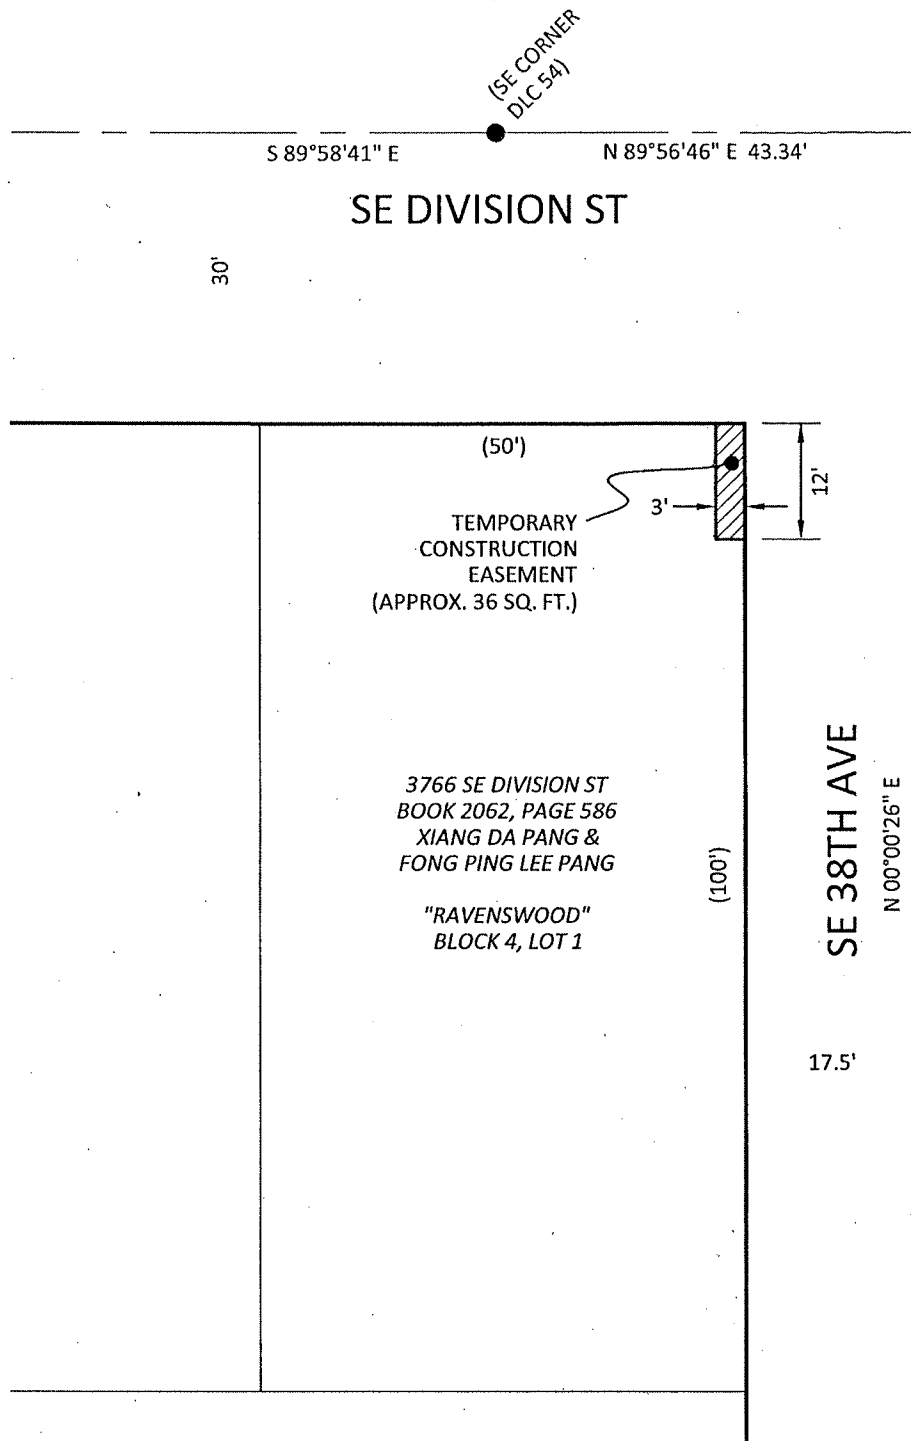 (SE CORNER
DLC 54)
S 89°58'41" E
N 89°56'46" E 43.34'
SE DIVISION ST
30'
(50')
12'
3'
TEMPORARY
CONSTRUCTION
EASEMENT
(APPROX. 36 SQ. FT.)
3766 SE DIVISION ST
BOOK 2062, PAGE 586
XIANG DA PANG &
FONG PING LEE PANG
"RAVENSWOOD"
BLOCK 4, LOT 1
(100')
SE 38TH AVE
N 00°00'26" E
17.5'